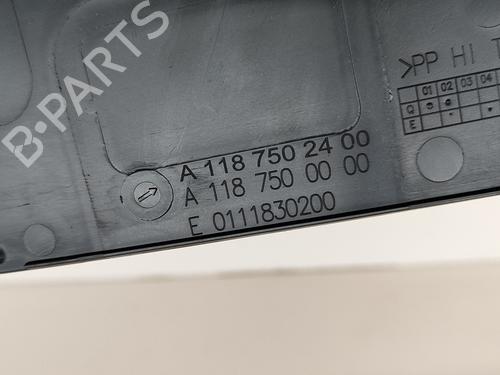 B-PARTS
>PP HI T
01 02 03 04
Q
E
A 118 750 24 00
A 118 750 00 00
E 0111830200